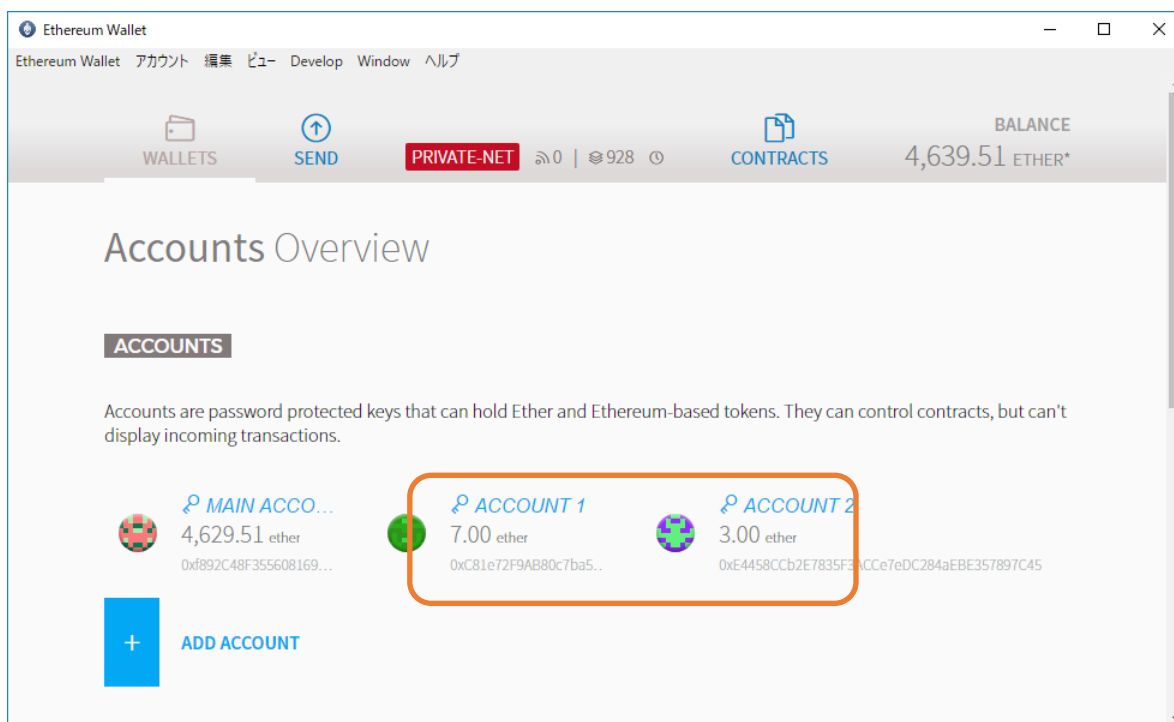 Ethereum Wallet
Ethereum Wallet アカウント 編集 ビュー Develop Window ヘルプ
WALLETS
SEND
PRIVATE-NET 0 | 928
CONTRACTS
BALANCE
4,639.51 ETHER*
Accounts Overview
ACCOUNTS
Accounts are password protected keys that can hold Ether and Ethereum-based tokens. They can control contracts, but can't
display incoming transactions.
MAIN ACCO...
4,629.51 ether
0xf892C48F355608169...
ACCOUNT 1
7.00 ether
0xC81e72F9AB80c7ba5..
ACCOUNT 2
3.00 ether
0xE4458CCb2E7835F3ACCe7eDC284aEBE357897C45
+ ADD ACCOUNT